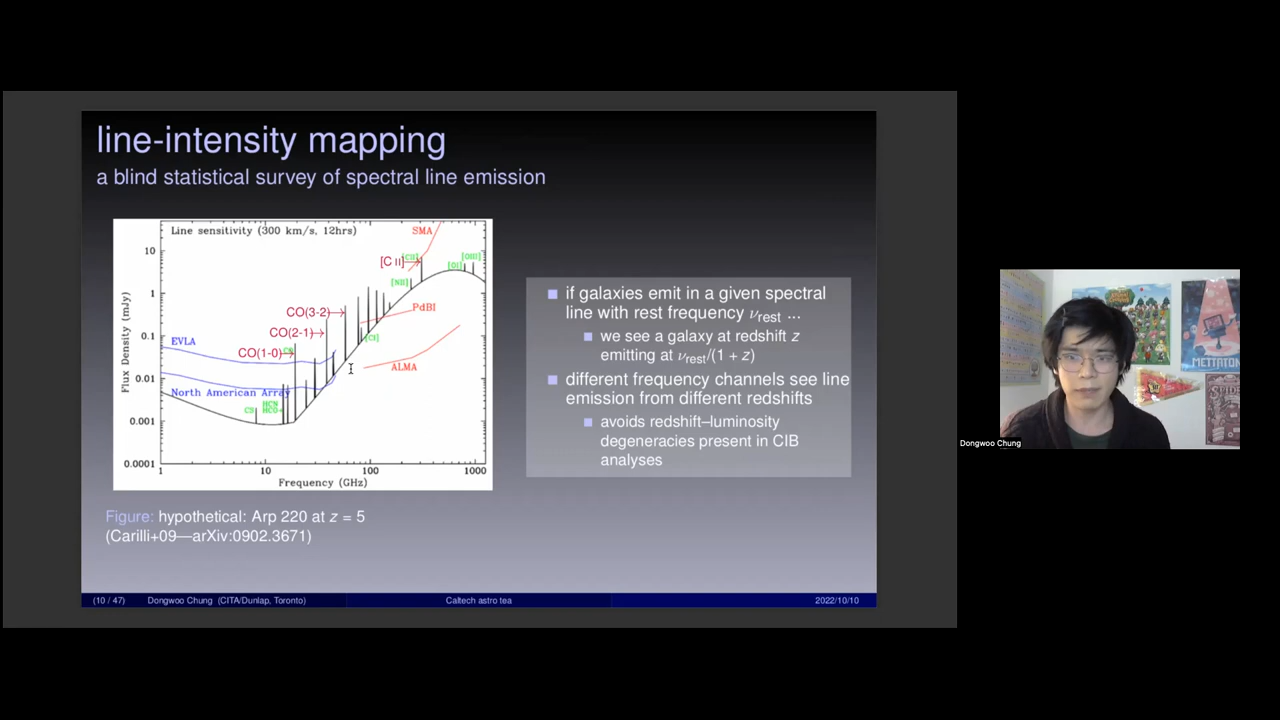 line-intensity mapping
a blind statistical survey of spectral line emission
Line sensitivity (300 km/s, 12hrs)
SMA
10
[C II]
[CII]
[OI]
[OIII]
[NII]
1
CO(3-2)
PdBI
CO(2-1)
[CI]
0.1
EVLA
CO(1-0)
ALMA
0.01
North American Array
CS
HCN
HCO+
0.001
0.0001
Flux Density (mJy)
1
10
100
1000
Frequency (GHz)
Figure: hypothetical: Arp 220 at z = 5
(Carilli+09—arXiv:0902.3671)
if galaxies emit in a given spectral
line with rest frequency νrest ...
we see a galaxy at redshift z
emitting at νrest/(1 + z)
different frequency channels see line
emission from different redshifts
avoids redshift–luminosity
degeneracies present in CIB
analyses
(10 / 47)
Dongwoo Chung (CITA/Dunlap, Toronto)
Caltech astro tea
2022/10/10
METTATON
Dongwoo Chung